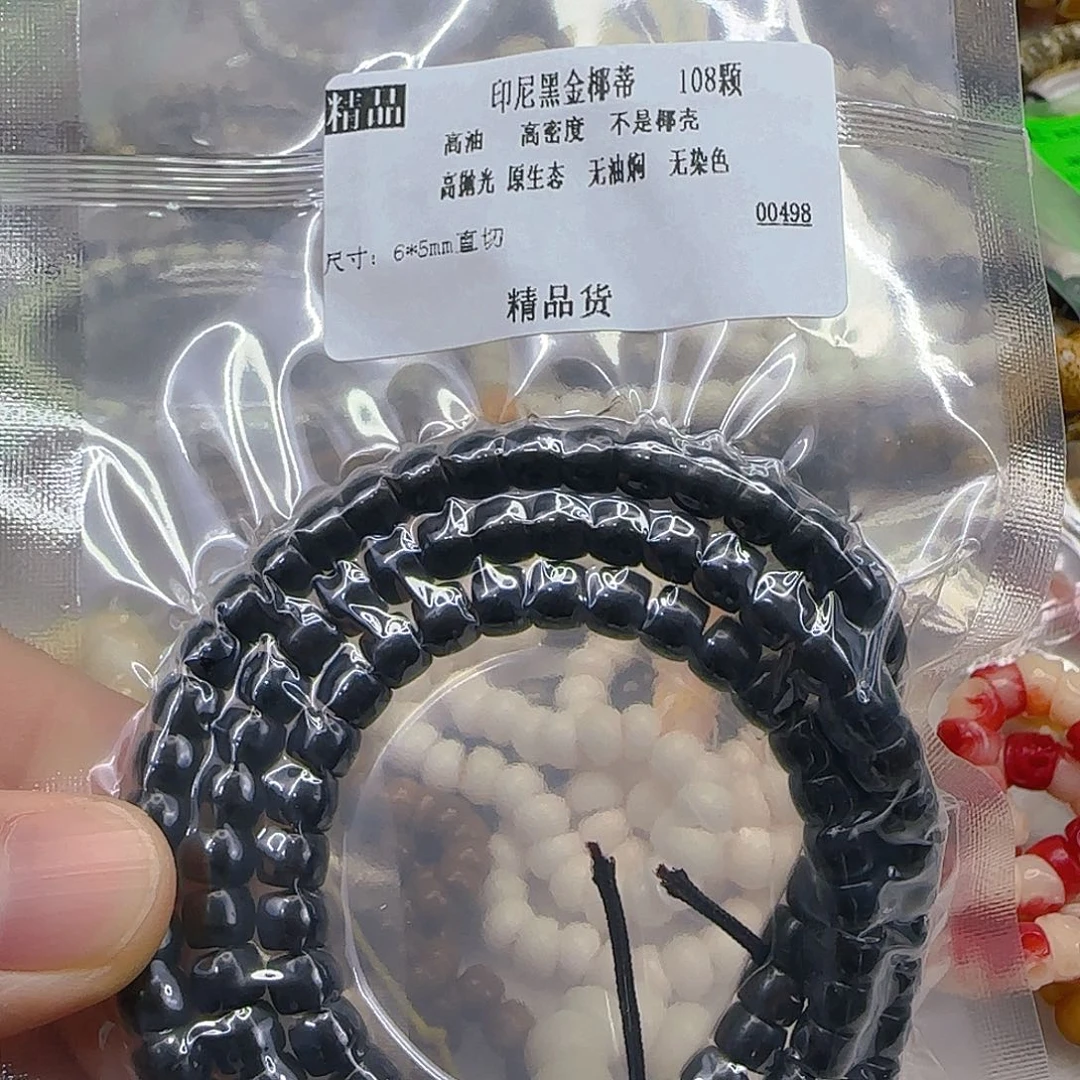 精品 印尼黑金椰蒂 108颗
高油 高密度 不是椰壳
高抛光 原生态 无油焖 无染色
00498
尺寸：6*5mm直切
精品货